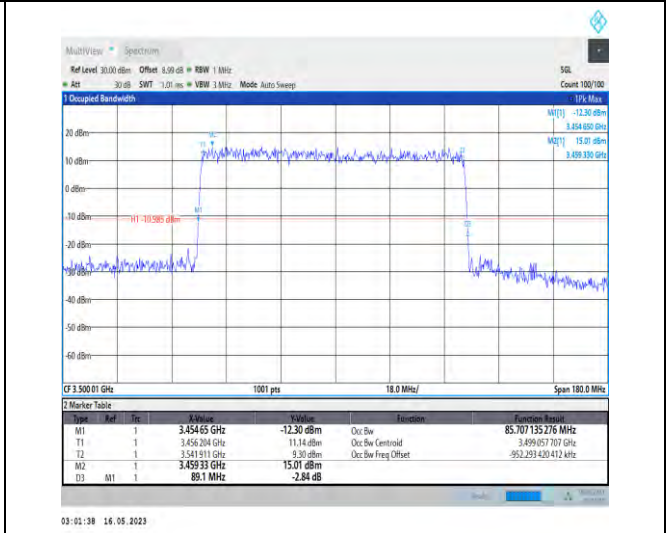 MultiView Spectrum
Ref Level 30.00 dBm Offset 8.99 dB RBW 1 MHz SGL
Att 30 dB SWT 1.01 ms VBW 3 MHz Mode Auto Sweep Count 100/100
1 Occupied Bandwidth 1Pk Max
M1[1] -12.30 dBm
3.454 650 GHz
M2[1] 15.01 dBm
3.459 330 GHz
20 dBm
M2
T1 T2
10 dBm
0 dBm
M1
-10 dBm H1 -10.985 dBm
D3
-20 dBm
-30 dBm
-40 dBm
-50 dBm
-60 dBm
CF 3.500 01 GHz 1001 pts 18.0 MHz/ Span 180.0 MHz
2 Marker Table
Type Ref Trc X-Value Y-Value Function Function Result
M1 1 3.454 65 GHz -12.30 dBm Occ Bw 85.707 135 276 MHz
T1 1 3.456 204 GHz 11.14 dBm Occ Bw Centroid 3.499 057 707 GHz
T2 1 3.541 911 GHz 9.30 dBm Occ Bw Freq Offset -952.293 420 412 kHz
M2 1 3.459 33 GHz 15.01 dBm
D3 M1 1 89.1 MHz -2.84 dB
Ready
03:01:38 16.05.2023